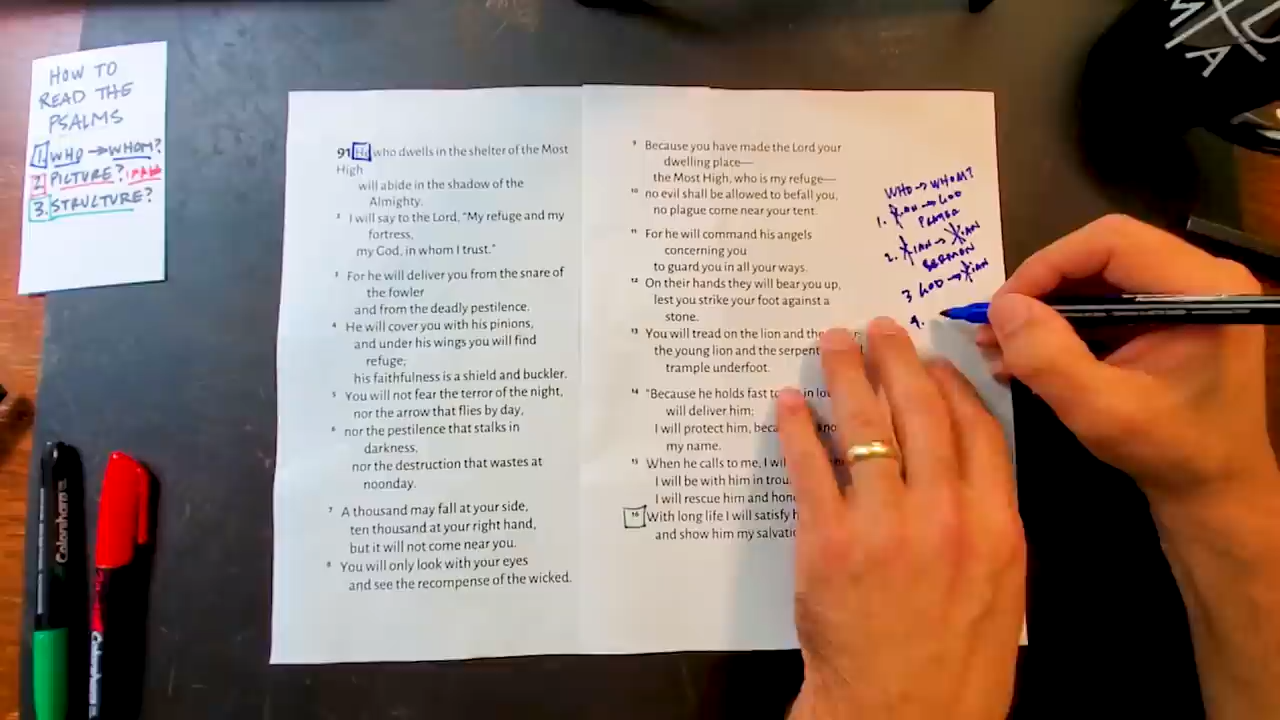 HOW TO
READ THE
PSALMS
1. WHO → WHOM?
2. PICTURE?
3. STRUCTURE?
91 He who dwells in the shelter of the Most
High
will abide in the shadow of the
Almighty.
2 I will say to the Lord, “My refuge and my
fortress,
my God, in whom I trust.”
3 For he will deliver you from the snare of
the fowler
and from the deadly pestilence.
4 He will cover you with his pinions,
and under his wings you will find
refuge;
his faithfulness is a shield and buckler.
5 You will not fear the terror of the night,
nor the arrow that flies by day,
6 nor the pestilence that stalks in
darkness,
nor the destruction that wastes at
noonday.
7 A thousand may fall at your side,
ten thousand at your right hand,
but it will not come near you.
8 You will only look with your eyes
and see the recompense of the wicked.
9 Because you have made the Lord your
dwelling place—
the Most High, who is my refuge—
10 no evil shall be allowed to befall you,
no plague come near your tent.
11 For he will command his angels
concerning you
to guard you in all your ways.
12 On their hands they will bear you up,
lest you strike your foot against a
stone.
13 You will tread on the lion and the
the young lion and the serpent
trample underfoot.
14 “Because he holds fast to in
will deliver him;
I will protect him,
my name.
15 When he calls to me, I
I will be with him in
I will rescue him and
16 With long life I will satisfy
and show him my
WHO → WHOM?
1. XIAN → GOD
PRAYER
2. XIAN → XIAN
SERMON
3 GOD → XIAN
4.
Colorsharp